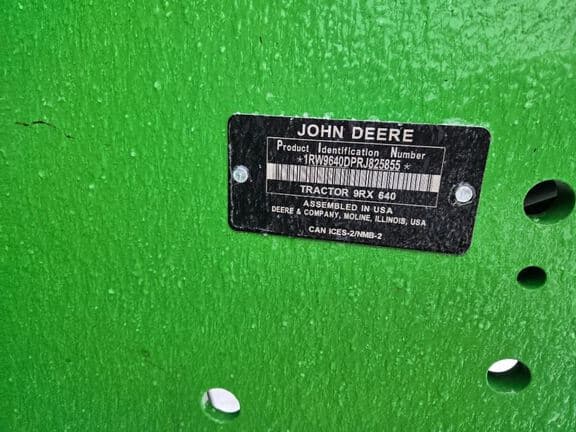 JOHN DEERE
Product Identification Number
*1RW9640DPRJ825855*
TRACTOR 9RX 640
ASSEMBLED IN USA
DEERE & COMPANY, MOLINE, ILLINOIS, USA
CAN ICES-2/NMB-2